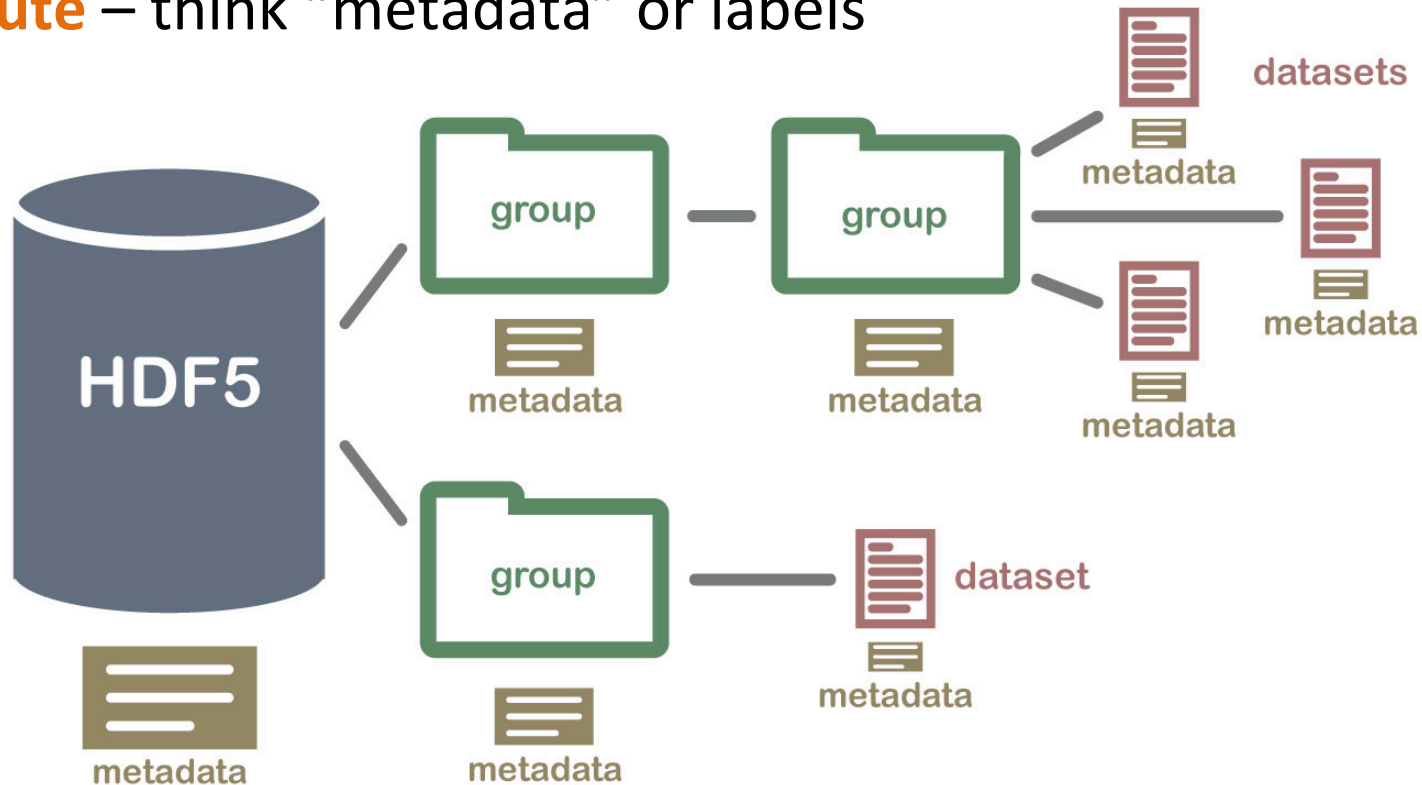 ute – think "metadata" or labels
datasets
metadata
group
group
metadata
HDF5
metadata
metadata
metadata
group
dataset
metadata
metadata
metadata